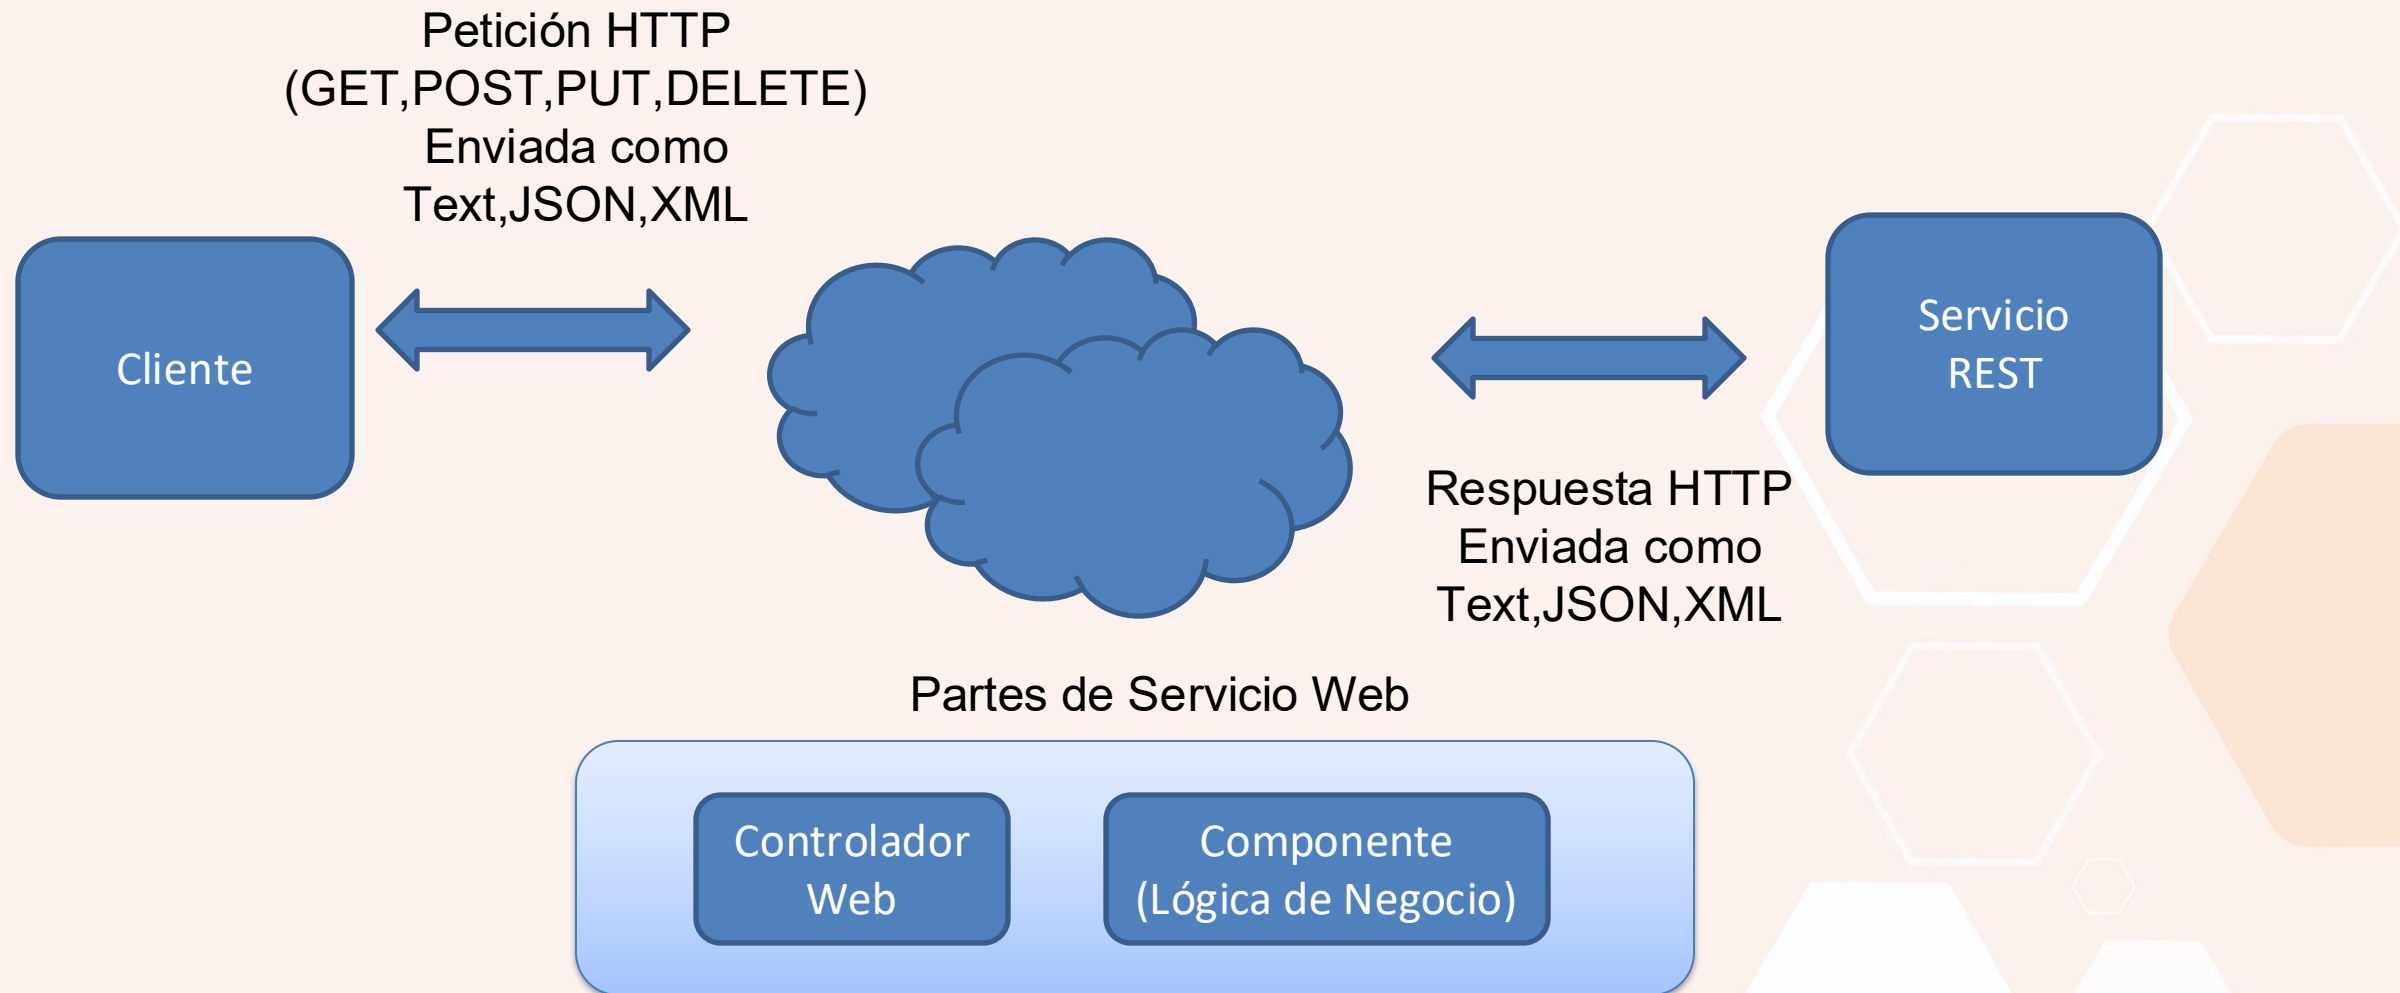 Petición HTTP
(GET,POST,PUT,DELETE)
Enviada como
Text,JSON,XML
Cliente
Servicio
REST
Respuesta HTTP
Enviada como
Text,JSON,XML
Partes de Servicio Web
Controlador
Web
Componente
(Lógica de Negocio)